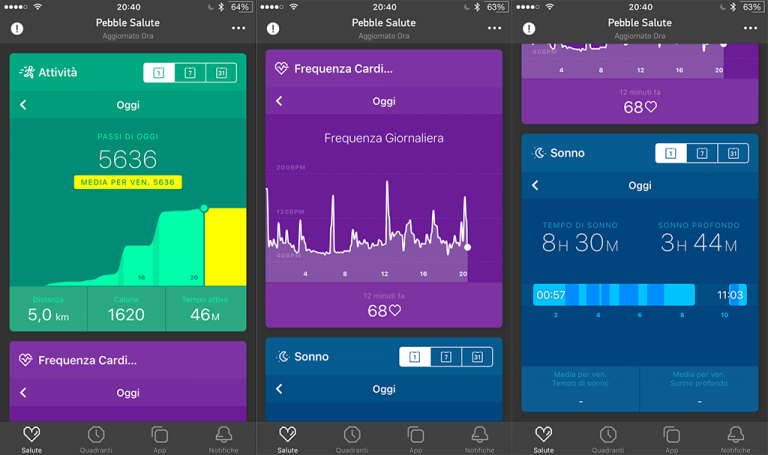 20:40
64%
Pebble Salute
Aggiornato Ora
Attività
1
7
31
Oggi
PASSI DI OGGI
5636
MEDIA PER VEN. 5636
16
20
Distanza
Calorie
Tempo attivo
5,0 km
1620
46M
Frequenza Cardi...
Oggi
Salute
Quadranti
App
Notifiche
20:40
63%
Pebble Salute
Aggiornato Ora
Frequenza Cardi...
Oggi
Frequenza Giornaliera
200BPM
120BPM
40BPM
4
8
12
16
20
12 minuti fa
68
Sonno
1
7
31
Oggi
Salute
Quadranti
App
Notifiche
20:40
63%
Pebble Salute
Aggiornato Ora
40BPM
4
8
12
16
20
12 minuti fa
68
Sonno
1
7
31
Oggi
TEMPO DI SONNO
SONNO PROFONDO
8H 30M
3H 44M
00:57
11:03
2
4
6
8
10
Media per ven.
Tempo di sonno
-
Media per ven.
Sonno profondo
-
Salute
Quadranti
App
Notifiche